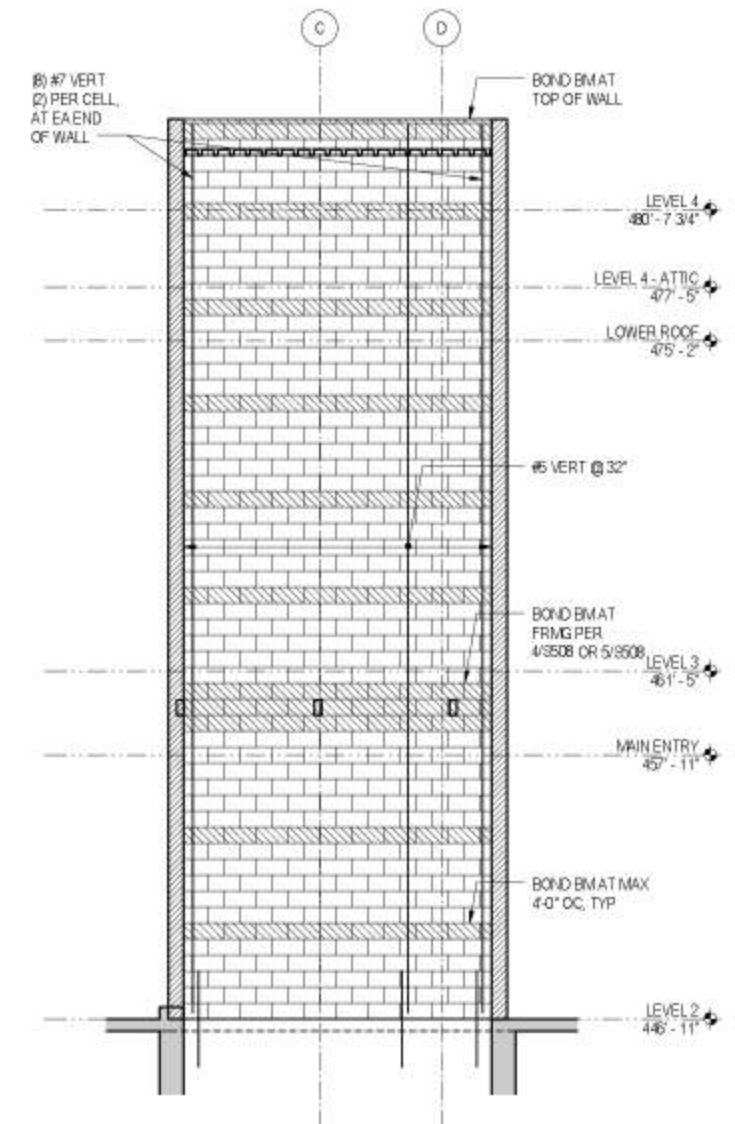 C
D
(8) #7 VERT
(2) PER CELL,
AT EA END
OF WALL
BOND BM AT
TOP OF WALL
LEVEL 4
480' - 7 3/4"
LEVEL 4 - ATTIC
477' - 5"
LOWER ROOF
475' - 2"
VERT @ 32"
BOND BM AT
FRMG PER
4/S508 OR 5/S508
LEVEL 3
461' - 5"
MAIN ENTRY
457' - 11"
BOND BM AT MAX
4'-0" OC, TYP
LEVEL 2
446' - 11"